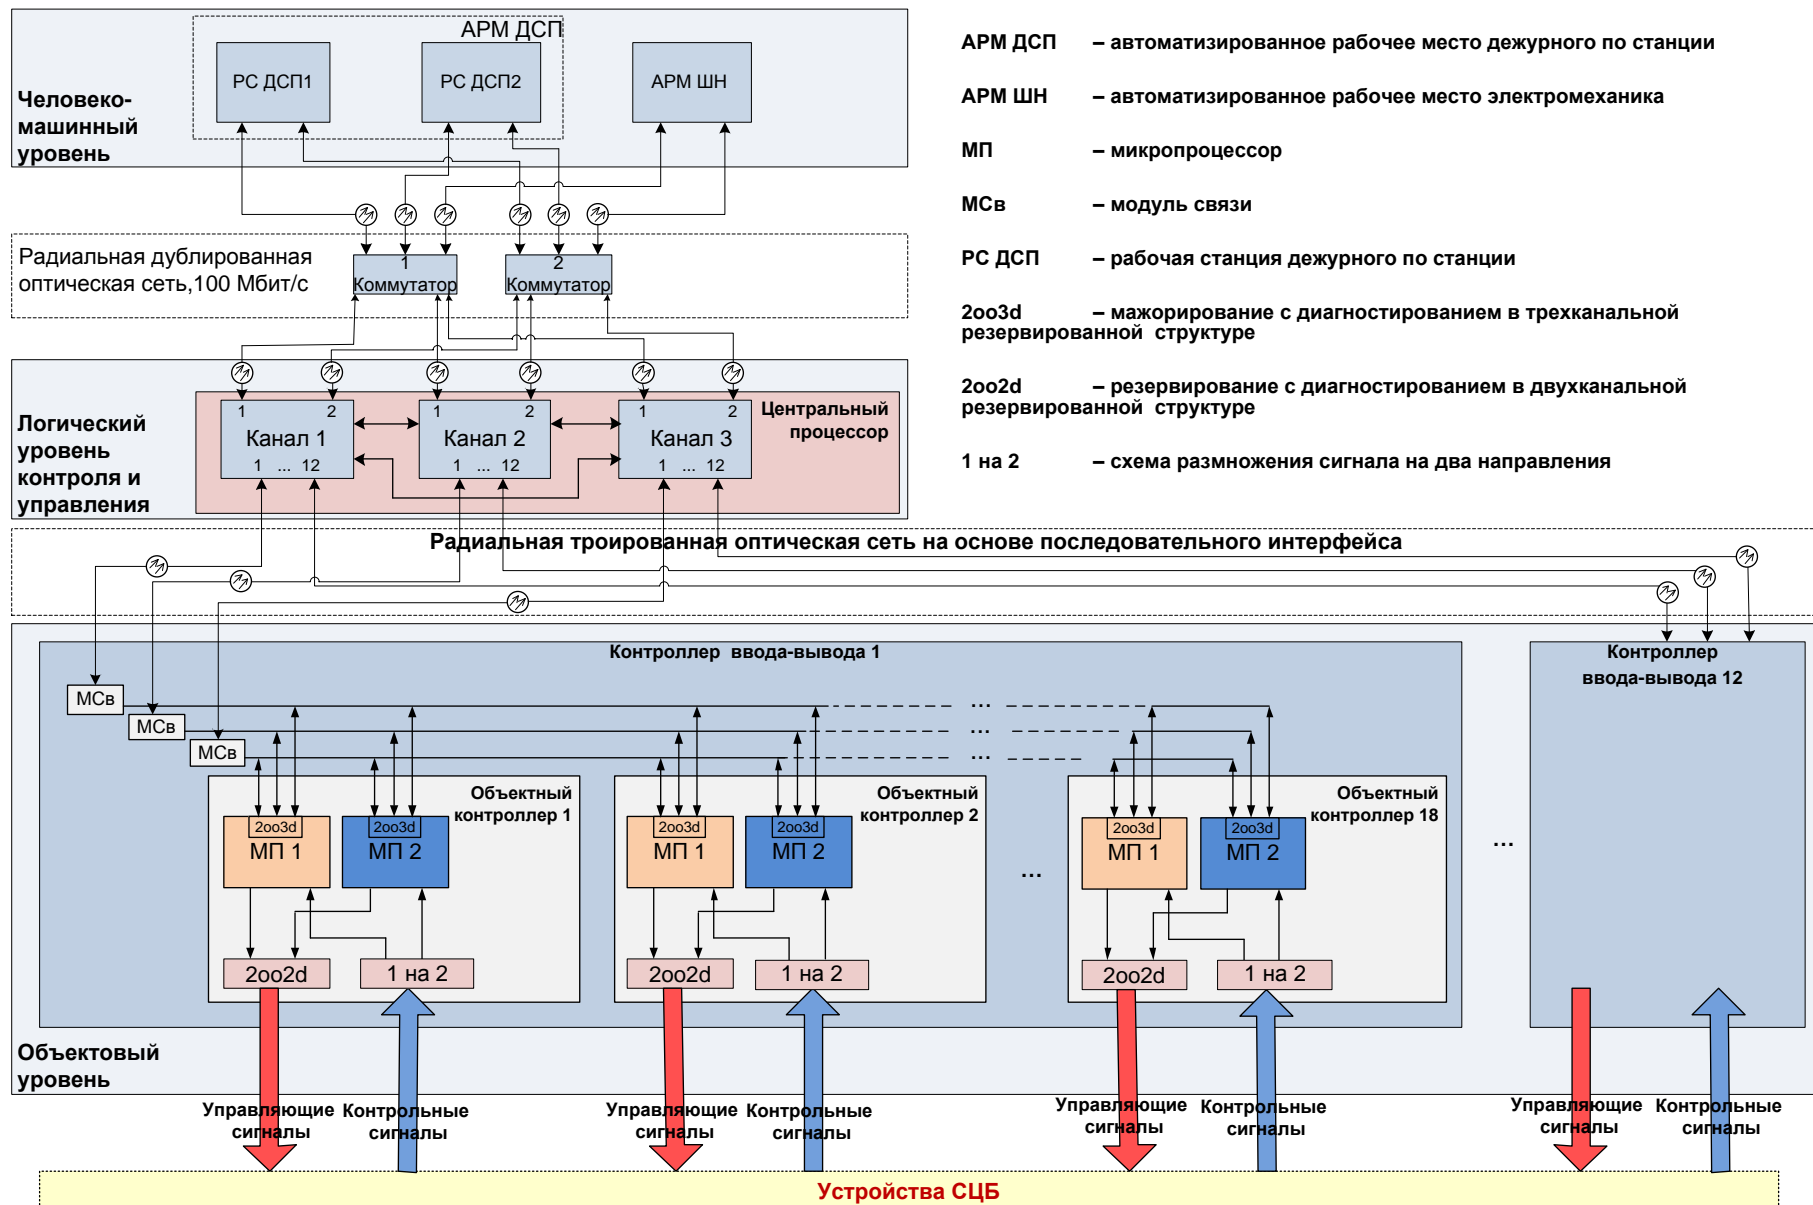 АРМ ДСП
РС ДСП1
РС ДСП2
АРМ ШН
Человеко-
машинный
уровень
АРМ ДСП – автоматизированное рабочее место дежурного по станции
АРМ ШН – автоматизированное рабочее место электромеханика
МП – микропроцессор
МСв – модуль связи
РС ДСП – рабочая станция дежурного по станции
2oo3d – мажорирование с диагностированием в трехканальной
резервированной структуре
2oo2d – резервирование с диагностированием в двухканальной
резервированной структуре
1 на 2 – схема размножения сигнала на два направления
Радиальная дублированная
оптическая сеть,100 Мбит/с
1
Коммутатор
2
Коммутатор
Логический
уровень
контроля и
управления
Центральный
процессор
1 2
Канал 1
1 ... 12
1 2
Канал 2
1 ... 12
1 2
Канал 3
1 ... 12
Радиальная троированная оптическая сеть на основе последовательного интерфейса
Контроллер ввода-вывода 1
Контроллер
ввода-вывода 12
МСв
МСв
МСв
...
...
...
Объектный
контроллер 1
2oo3d
МП 1
2oo3d
МП 2
2oo2d
1 на 2
Объектный
контроллер 2
2oo3d
МП 1
2oo3d
МП 2
2oo2d
1 на 2
...
Объектный
контроллер 18
2oo3d
МП 1
2oo3d
МП 2
2oo2d
1 на 2
...
Объектовый
уровень
Управляющие
сигналы
Контрольные
сигналы
Управляющие
сигналы
Контрольные
сигналы
Управляющие
сигналы
Контрольные
сигналы
Управляющие
сигналы
Контрольные
сигналы
Устройства СЦБ